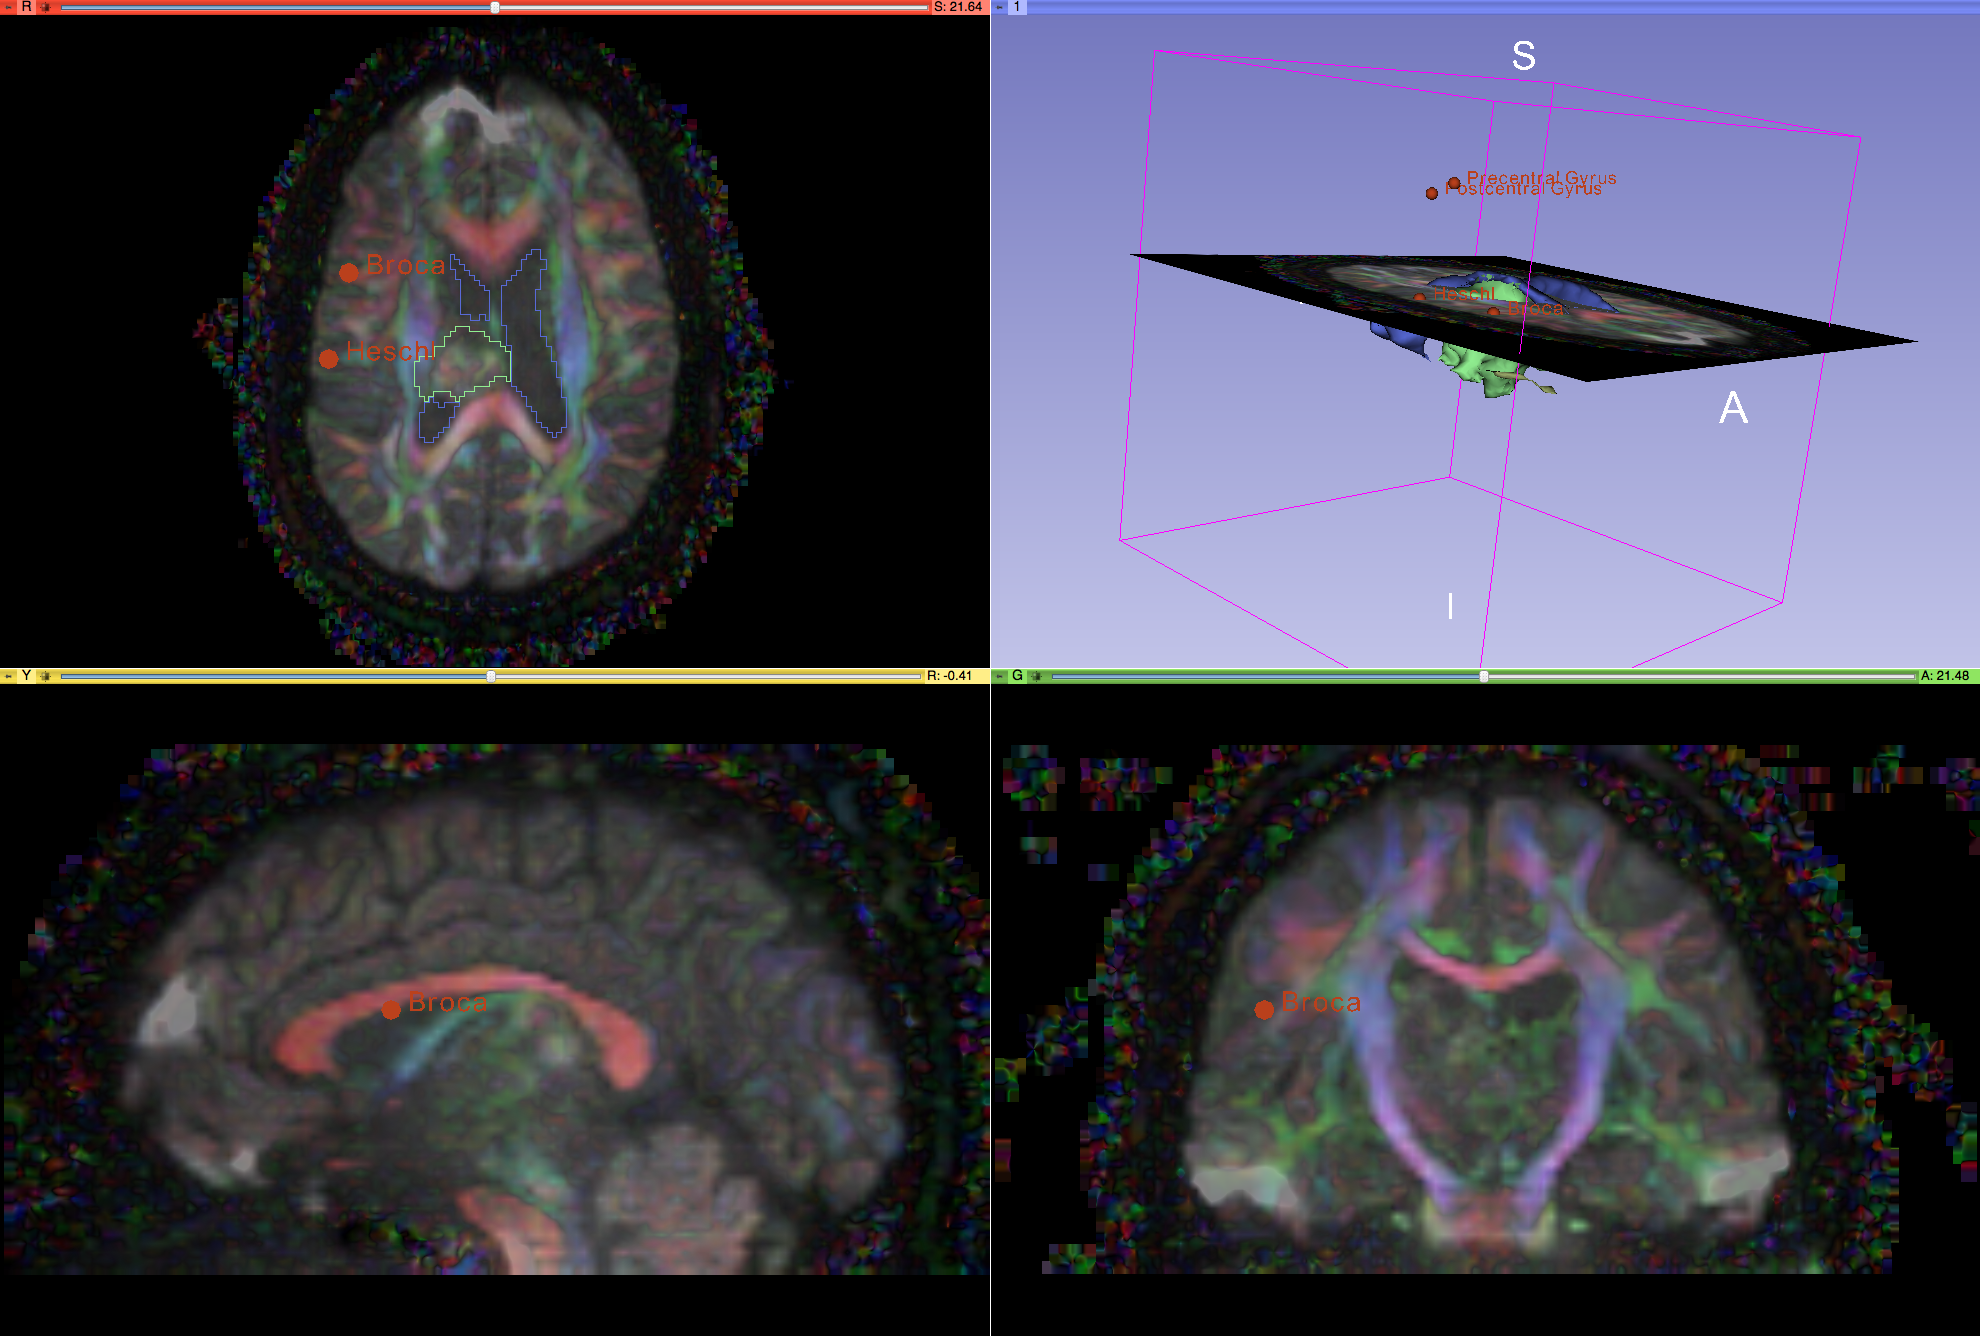 R
S: 21.64
Broca
Heschl
1
S
Precentral Gyrus
Postcentral Gyrus
Heschl
Broca
A
I
Y
R: -0.41
Broca
G
A: 21.48
Broca